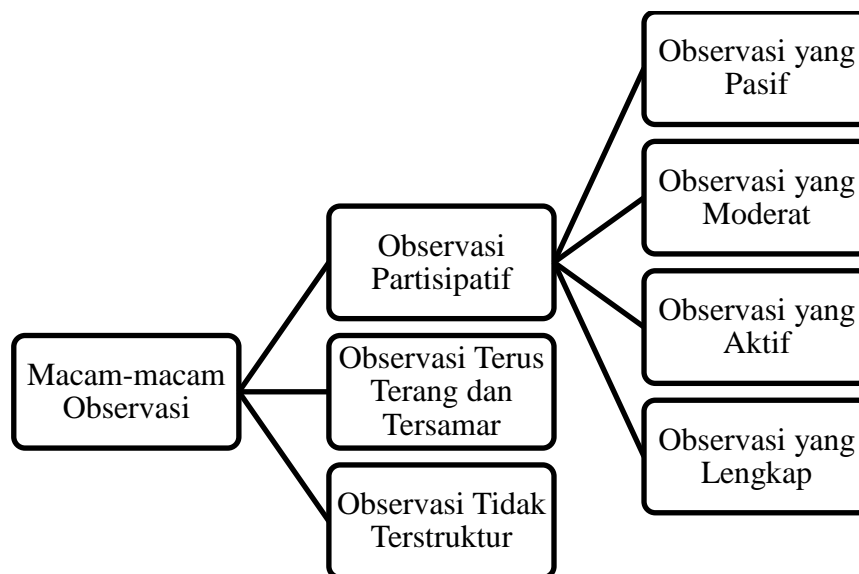 Macam-macam
Observasi
Observasi
Partisipatif
Observasi Terus
Terang dan
Tersamar
Observasi Tidak
Terstruktur
Observasi yang
Pasif
Observasi yang
Moderat
Observasi yang
Aktif
Observasi yang
Lengkap